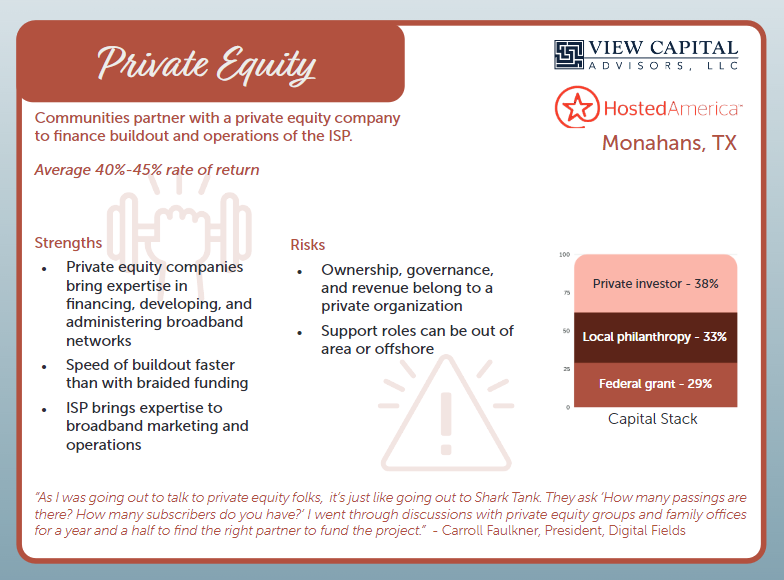 Private Equity
VIEW CAPITAL
ADVISORS, LLC
HostedAmerica™
Monahans, TX
Communities partner with a private equity company
to finance buildout and operations of the ISP.
Average 40%-45% rate of return
Strengths
• Private equity companies
bring expertise in
financing, developing, and
administering broadband
networks
• Speed of buildout faster
than with braided funding
• ISP brings expertise to
broadband marketing and
operations
Risks
• Ownership, governance,
and revenue belong to a
private organization
• Support roles can be out of
area or offshore
100
75
50
25
0
Private investor - 38%
Local philanthropy - 33%
Federal grant - 29%
Capital Stack
“As I was going out to talk to private equity folks,  it’s just like going out to Shark Tank. They ask ‘How many passings are
there? How many subscribers do you have?’ I went through discussions with private equity groups and family offices
for a year and a half to find the right partner to fund the project.”  - Carroll Faulkner, President, Digital Fields